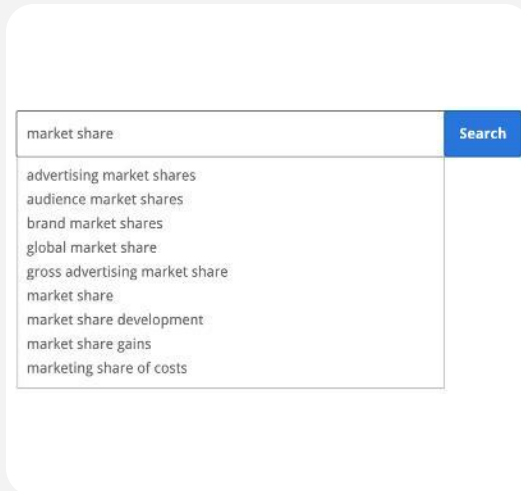 market share
Search
advertising market shares
audience market shares
brand market shares
global market share
gross advertising market share
market share
market share development
market share gains
marketing share of costs